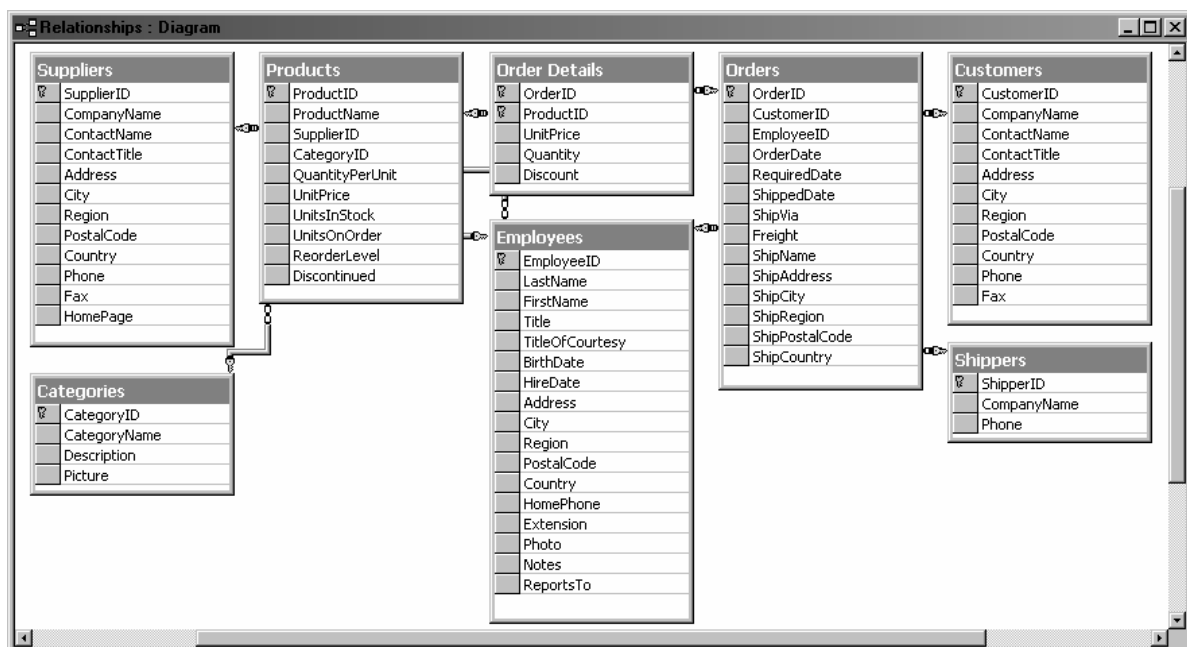 Relationships : Diagram
Suppliers
SupplierID
CompanyName
ContactName
ContactTitle
Address
City
Region
PostalCode
Country
Phone
Fax
HomePage
Categories
CategoryID
CategoryName
Description
Picture
Products
ProductID
ProductName
SupplierID
CategoryID
QuantityPerUnit
UnitPrice
UnitsInStock
UnitsOnOrder
ReorderLevel
Discontinued
Order Details
OrderID
ProductID
UnitPrice
Quantity
Discount
Employees
EmployeeID
LastName
FirstName
Title
TitleOfCourtesy
BirthDate
HireDate
Address
City
Region
PostalCode
Country
HomePhone
Extension
Photo
Notes
ReportsTo
Orders
OrderID
CustomerID
EmployeeID
OrderDate
RequiredDate
ShippedDate
ShipVia
Freight
ShipName
ShipAddress
ShipCity
ShipRegion
ShipPostalCode
ShipCountry
Customers
CustomerID
CompanyName
ContactName
ContactTitle
Address
City
Region
PostalCode
Country
Phone
Fax
Shippers
ShipperID
CompanyName
Phone